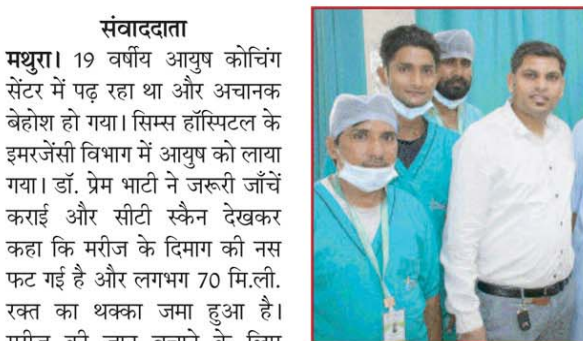 संवाददाता
मथुरा। 19 वर्षीय आयुष कोचिंग
सेंटर में पढ़ रहा था और अचानक
बेहोश हो गया। सिम्स हॉस्पिटल के
इमरजेंसी विभाग में आयुष को लाया
गया। डॉ. प्रेम भाटी ने जरूरी जाँचें
कराई और सीटी स्कैन देखकर
कहा कि मरीज के दिमाग की नस
फट गई है और लगभग 70 मि.ली.
रक्त का थक्का जमा हुआ है।